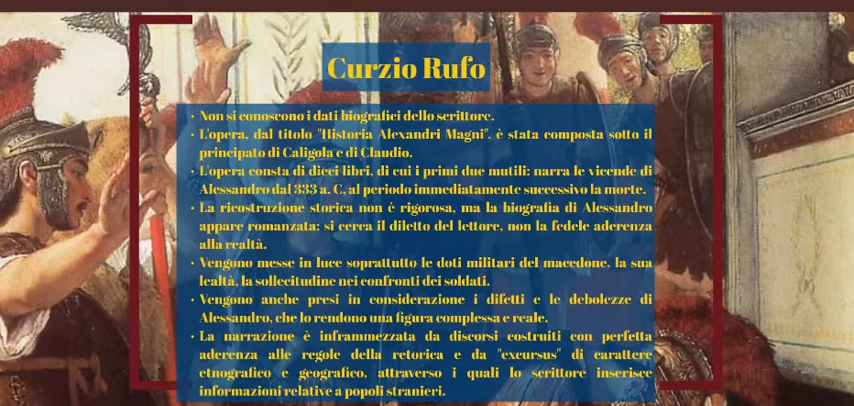 Curzio Rufo
· Non si conoscono i dati biografici dello scrittore.
· L'opera, dal titolo "Historia Alexandri Magni", è stata composta sotto il
principato di Caligola e di Claudio.
· L'opera consta di dieci libri, di cui i primi due mutili: narra le vicende di
Alessandro dal 333 a. C. al periodo immediatamente successivo la morte.
· La ricostruzione storica non è rigorosa, ma la biografia di Alessandro
appare romanzata: si cerca il diletto del lettore, non la fedele aderenza
alla realtà.
· Vengono messe in luce soprattutto le doti militari del macedone, la sua
lealtà, la sollecitudine nei confronti dei soldati.
· Vengono anche presi in considerazione i difetti e le debolezze di
Alessandro, che lo rendono una figura complessa e reale.
· La narrazione è inframmezzata da discorsi costruiti con perfetta
aderenza alle regole della retorica e da "excursus" di carattere
etnografico e geografico, attraverso i quali lo scrittore inserisce
informazioni relative a popoli stranieri.